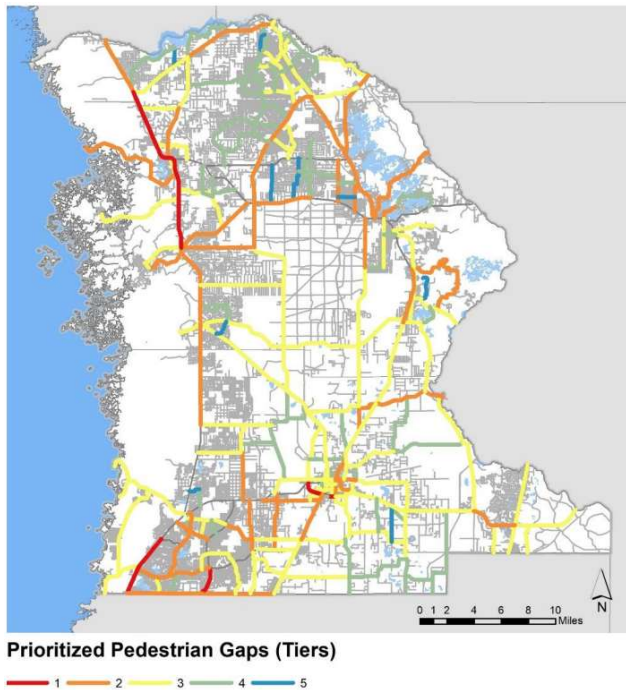 N
0 1 2 4 6 8 10
Miles
Prioritized Pedestrian Gaps (Tiers)
1 2 3 4 5